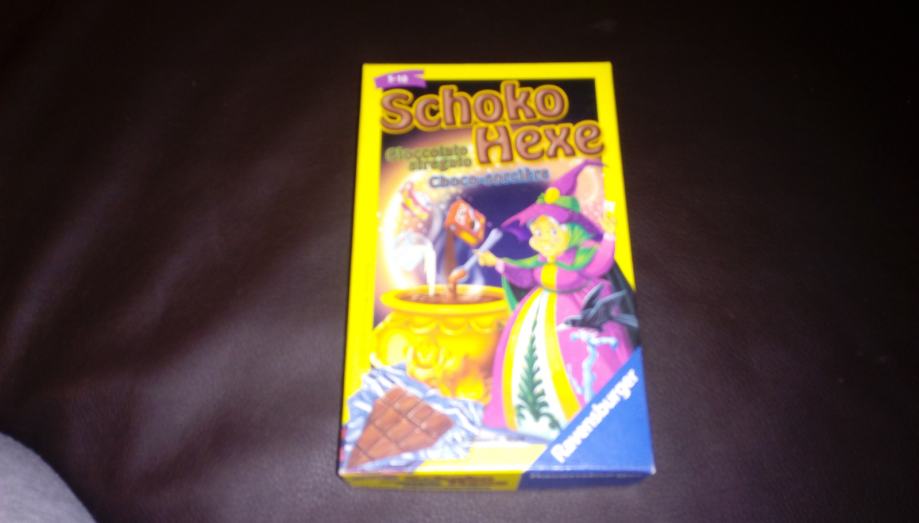 Schoko
Hexe
Cioccolato
stregato
Ravensburger